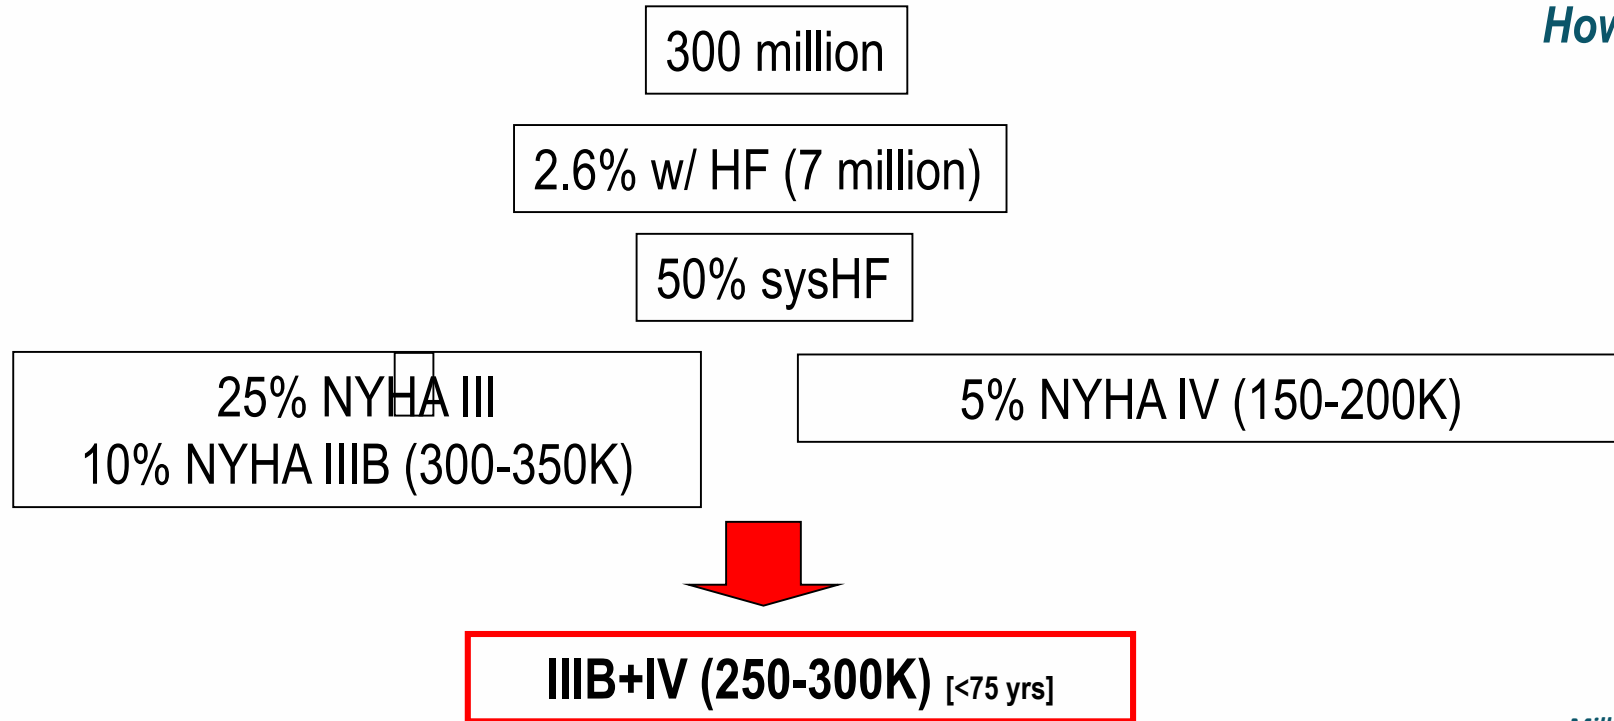 How
300 million
2.6% w/ HF (7 million)
50% sysHF
25% NYHA III
10% NYHA IIIB (300-350K)
5% NYHA IV (150-200K)
IIIB+IV (250-300K) [<75 yrs]